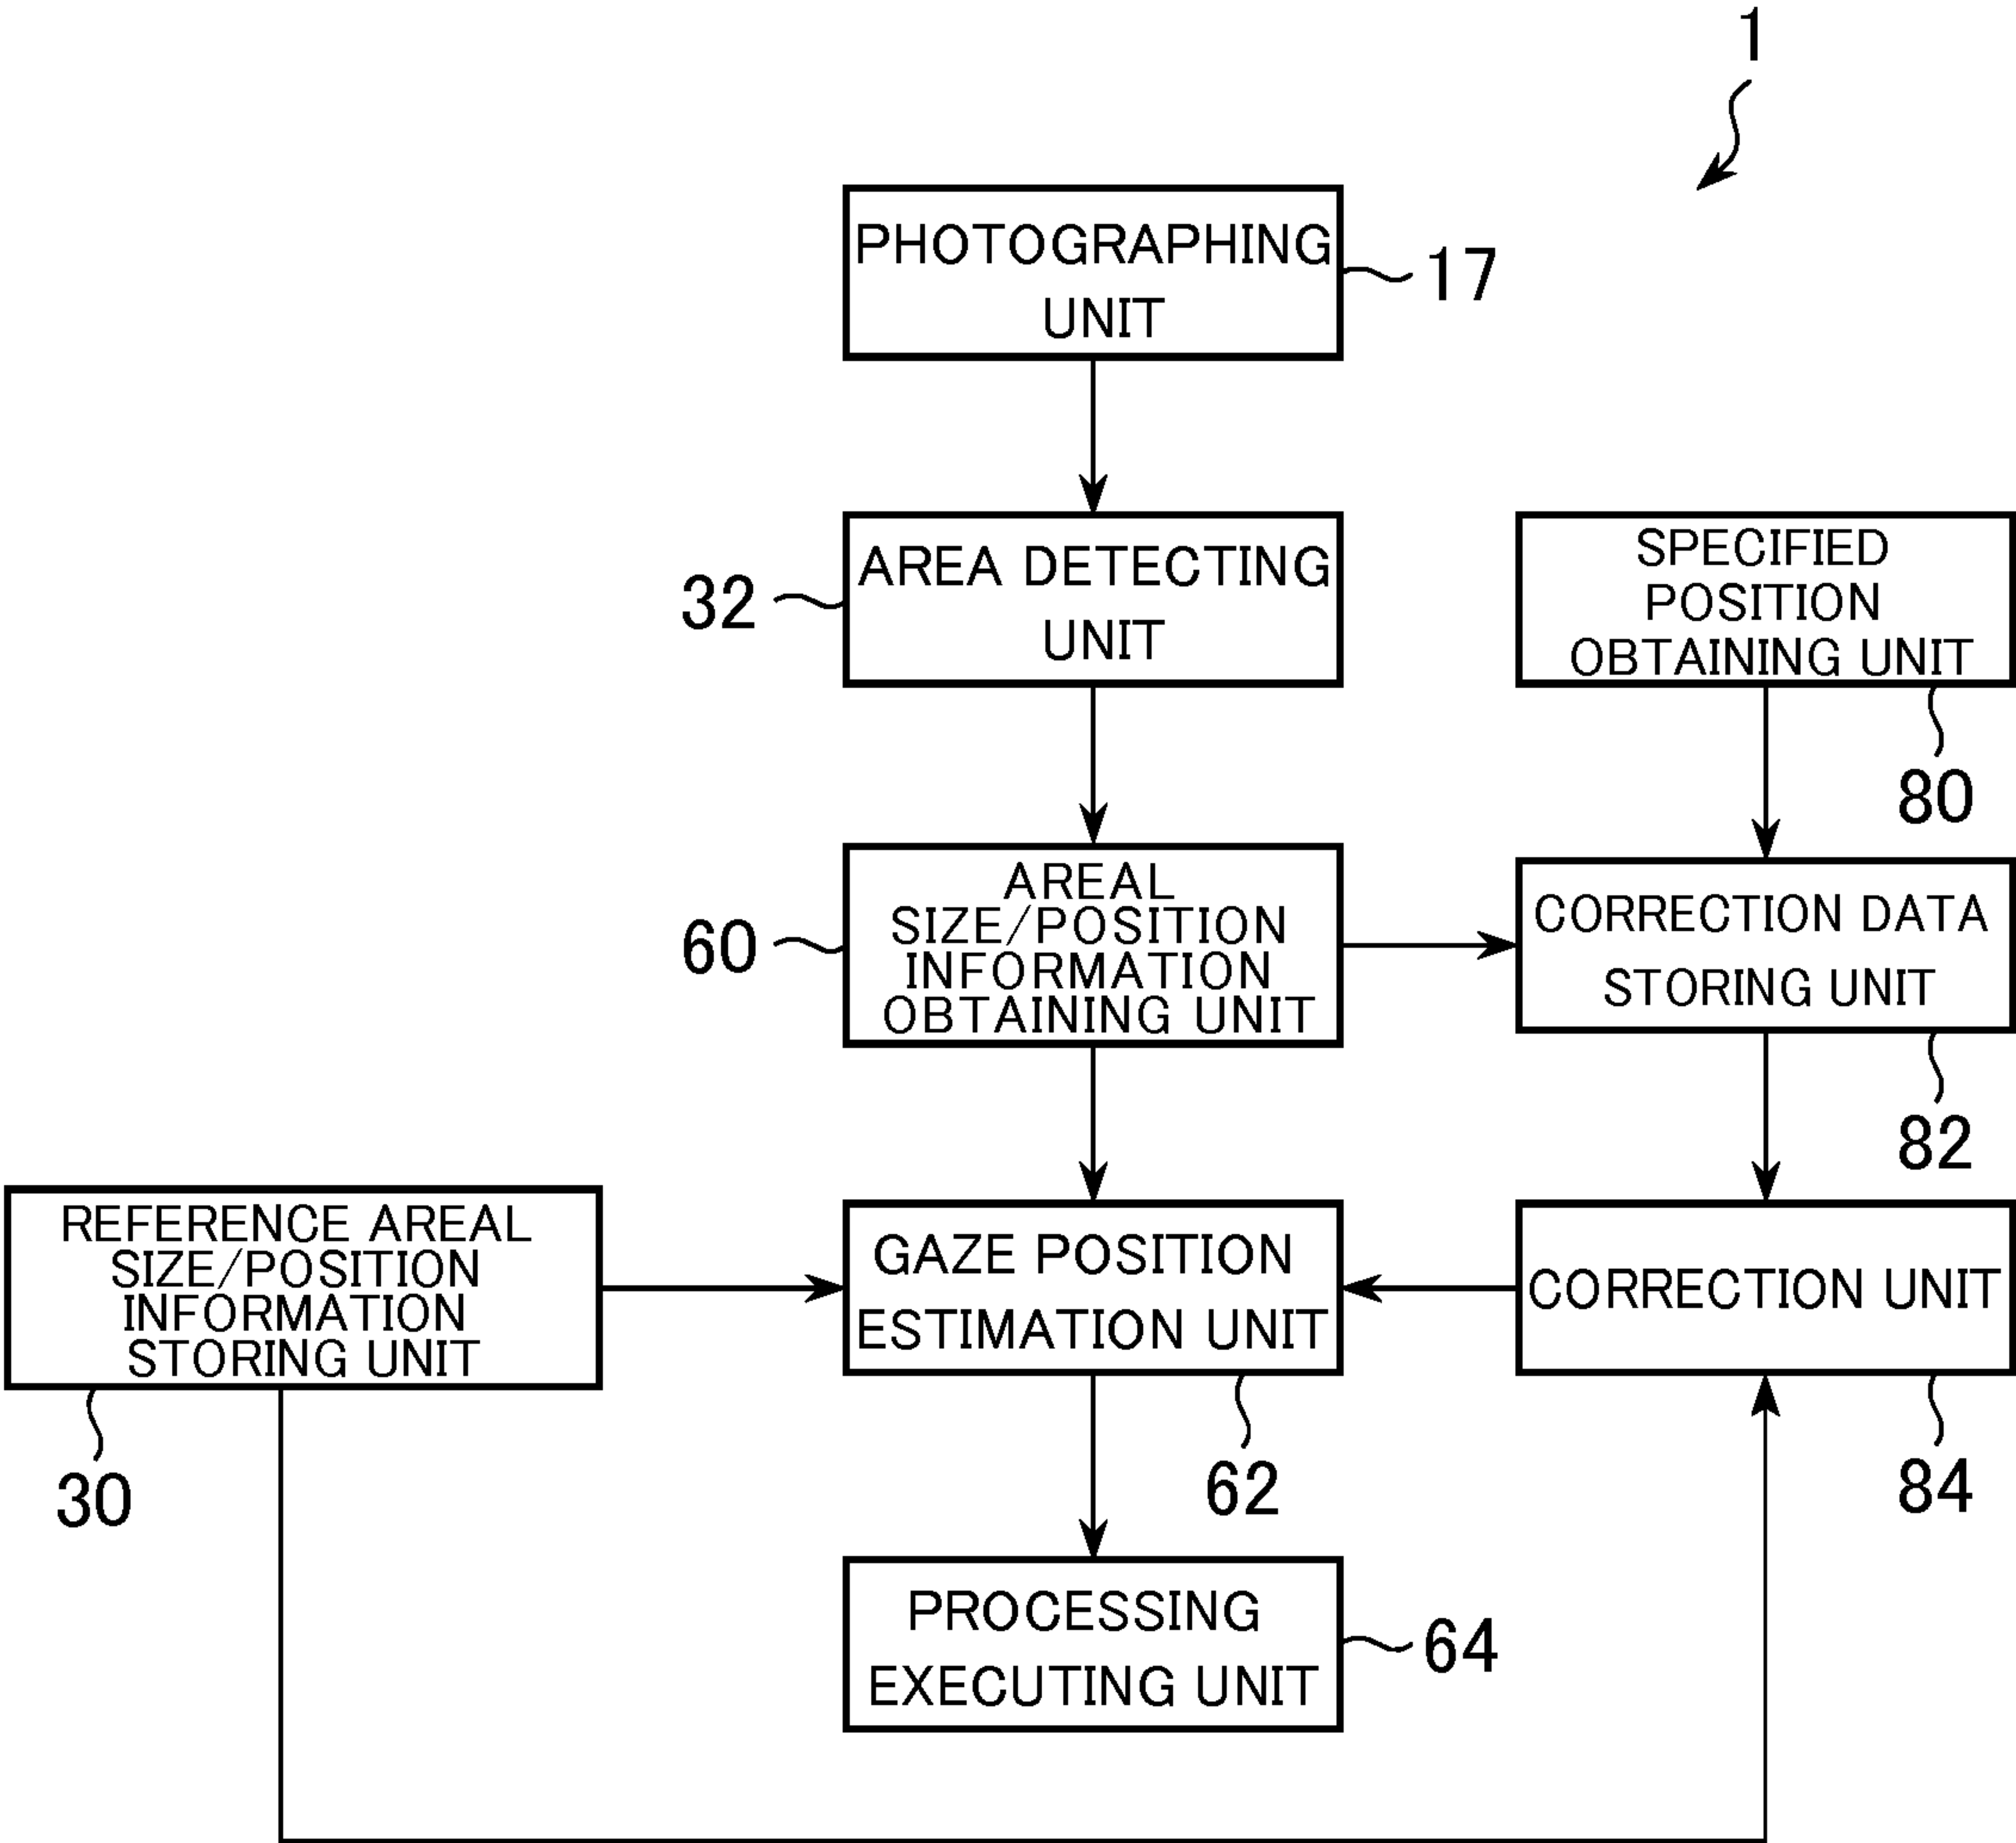 1
PHOTOGRAPHING
UNIT
17
AREA DETECTING
UNIT
32
SPECIFIED
POSITION
OBTAINING UNIT
80
AREAL
SIZE/POSITION
INFORMATION
OBTAINING UNIT
60
CORRECTION DATA
STORING UNIT
82
REFERENCE AREAL
SIZE/POSITION
INFORMATION
STORING UNIT
30
GAZE POSITION
ESTIMATION UNIT
62
CORRECTION UNIT
84
PROCESSING
EXECUTING UNIT
64